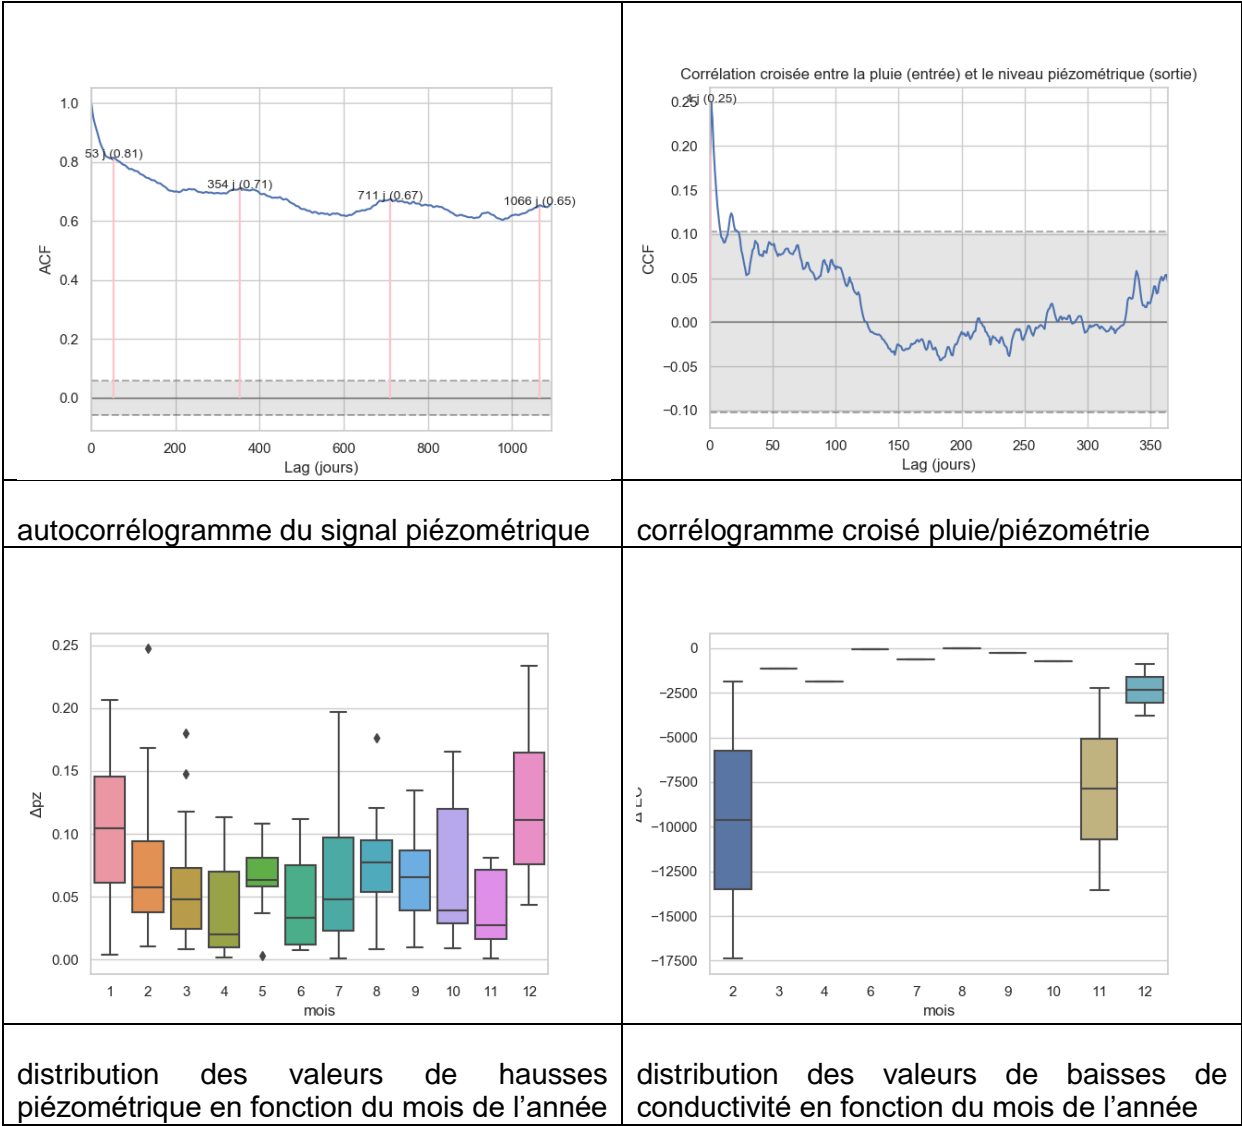 1.0
0.8
0.6
0.4
0.2
0.0
ACF
53 j (0.81)
354 j (0.71)
711 j (0.67)
1066 j (0.65)
0 200 400 600 800 1000
Lag (jours)
Corrélation croisée entre la pluie (entrée) et le niveau piézométrique (sortie)
0.25
j (0.25)
0.20
0.15
0.10
0.05
0.00
−0.05
−0.10
CCF
0 50 100 150 200 250 300 350
Lag (jours)
autocorrélogramme du signal piézométrique
corrélogramme croisé pluie/piézométrie
0.25
0.20
0.15
0.10
0.05
0.00
Δpz
1 2 3 4 5 6 7 8 9 10 11 12
mois
0
−2500
−5000
−7500
−10000
−12500
−15000
−17500
2 3 4 6 7 8 9 10 11 12
mois
distribution des valeurs de hausses
piézométrique en fonction du mois de l’année
distribution des valeurs de baisses de
conductivité en fonction du mois de l’année